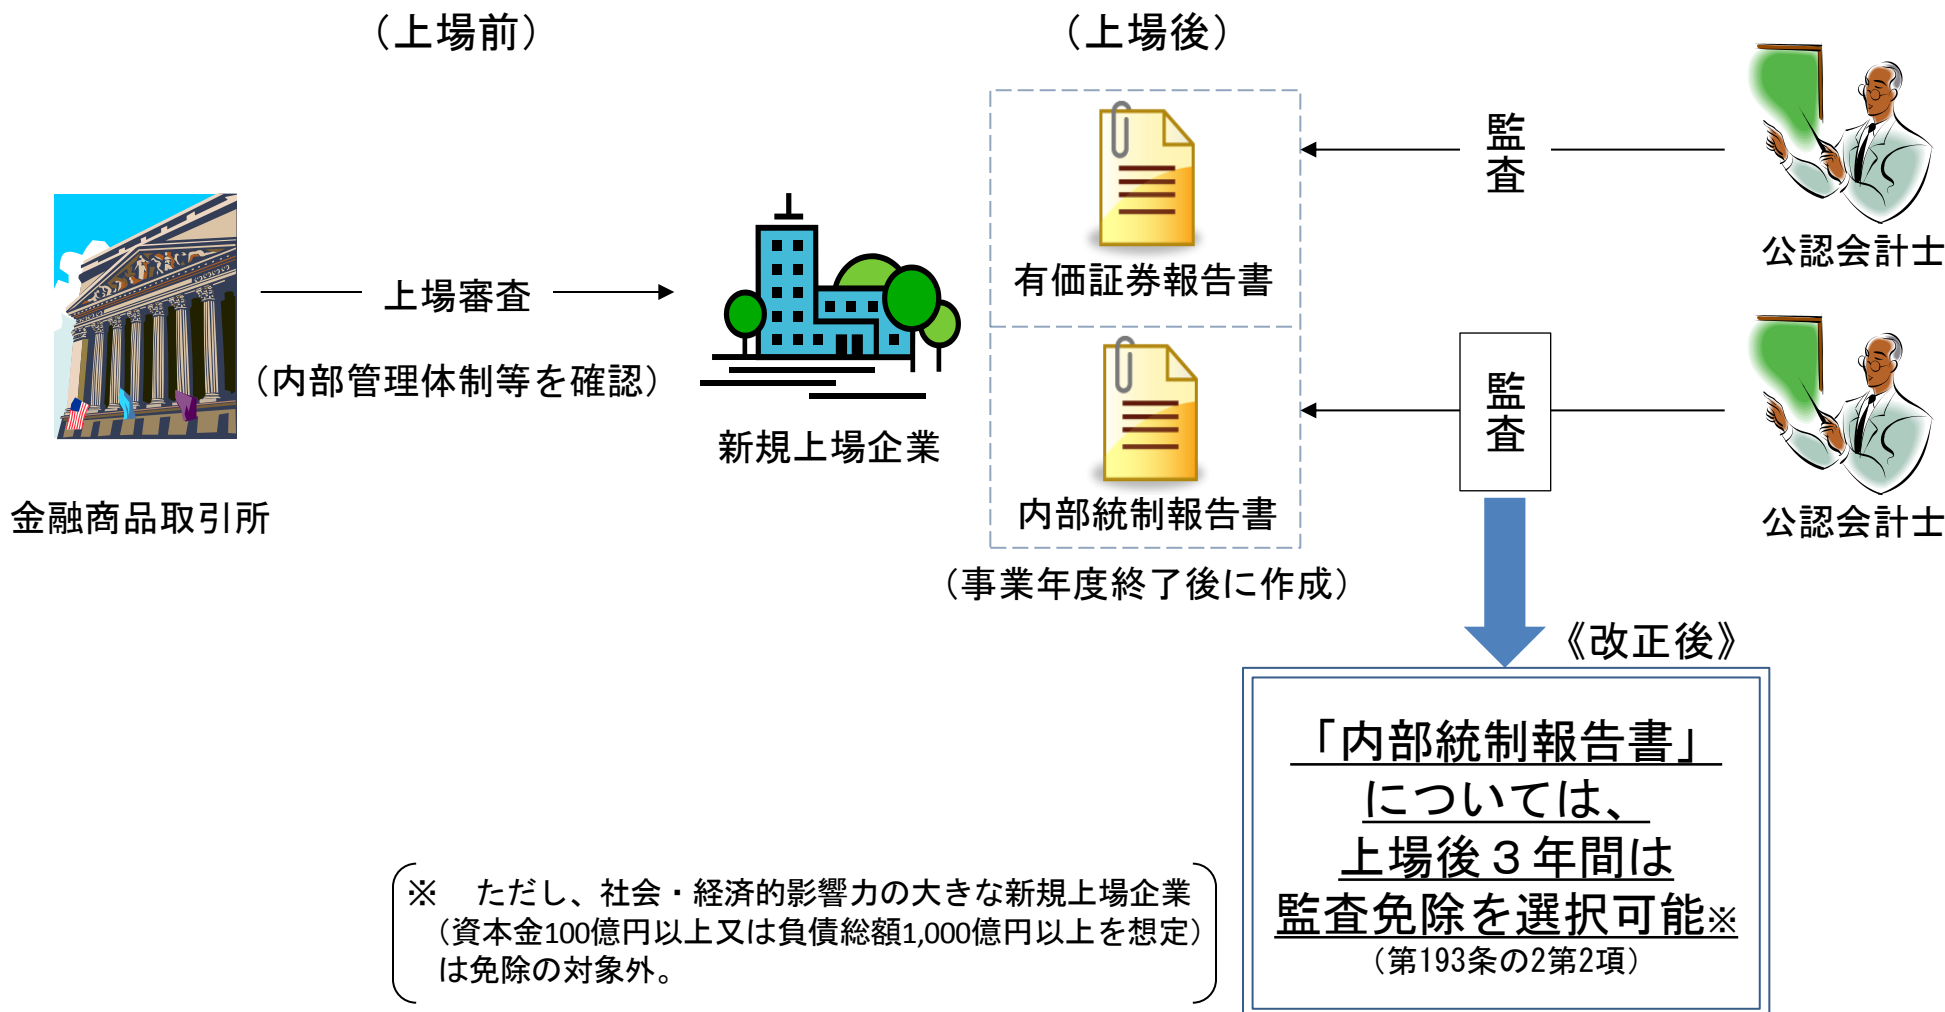 （上場前）
（上場後）
監査
公認会計士
有価証券報告書
上場審査
（内部管理体制等を確認）
新規上場企業
金融商品取引所
監査
内部統制報告書
公認会計士
（事業年度終了後に作成）
《改正後》
「内部統制報告書」
については、
上場後３年間は
監査免除を選択可能※
（第193条の2第2項）
※　ただし、社会・経済的影響力の大きな新規上場企業
（資本金100億円以上又は負債総額1,000億円以上を想定）
は免除の対象外。